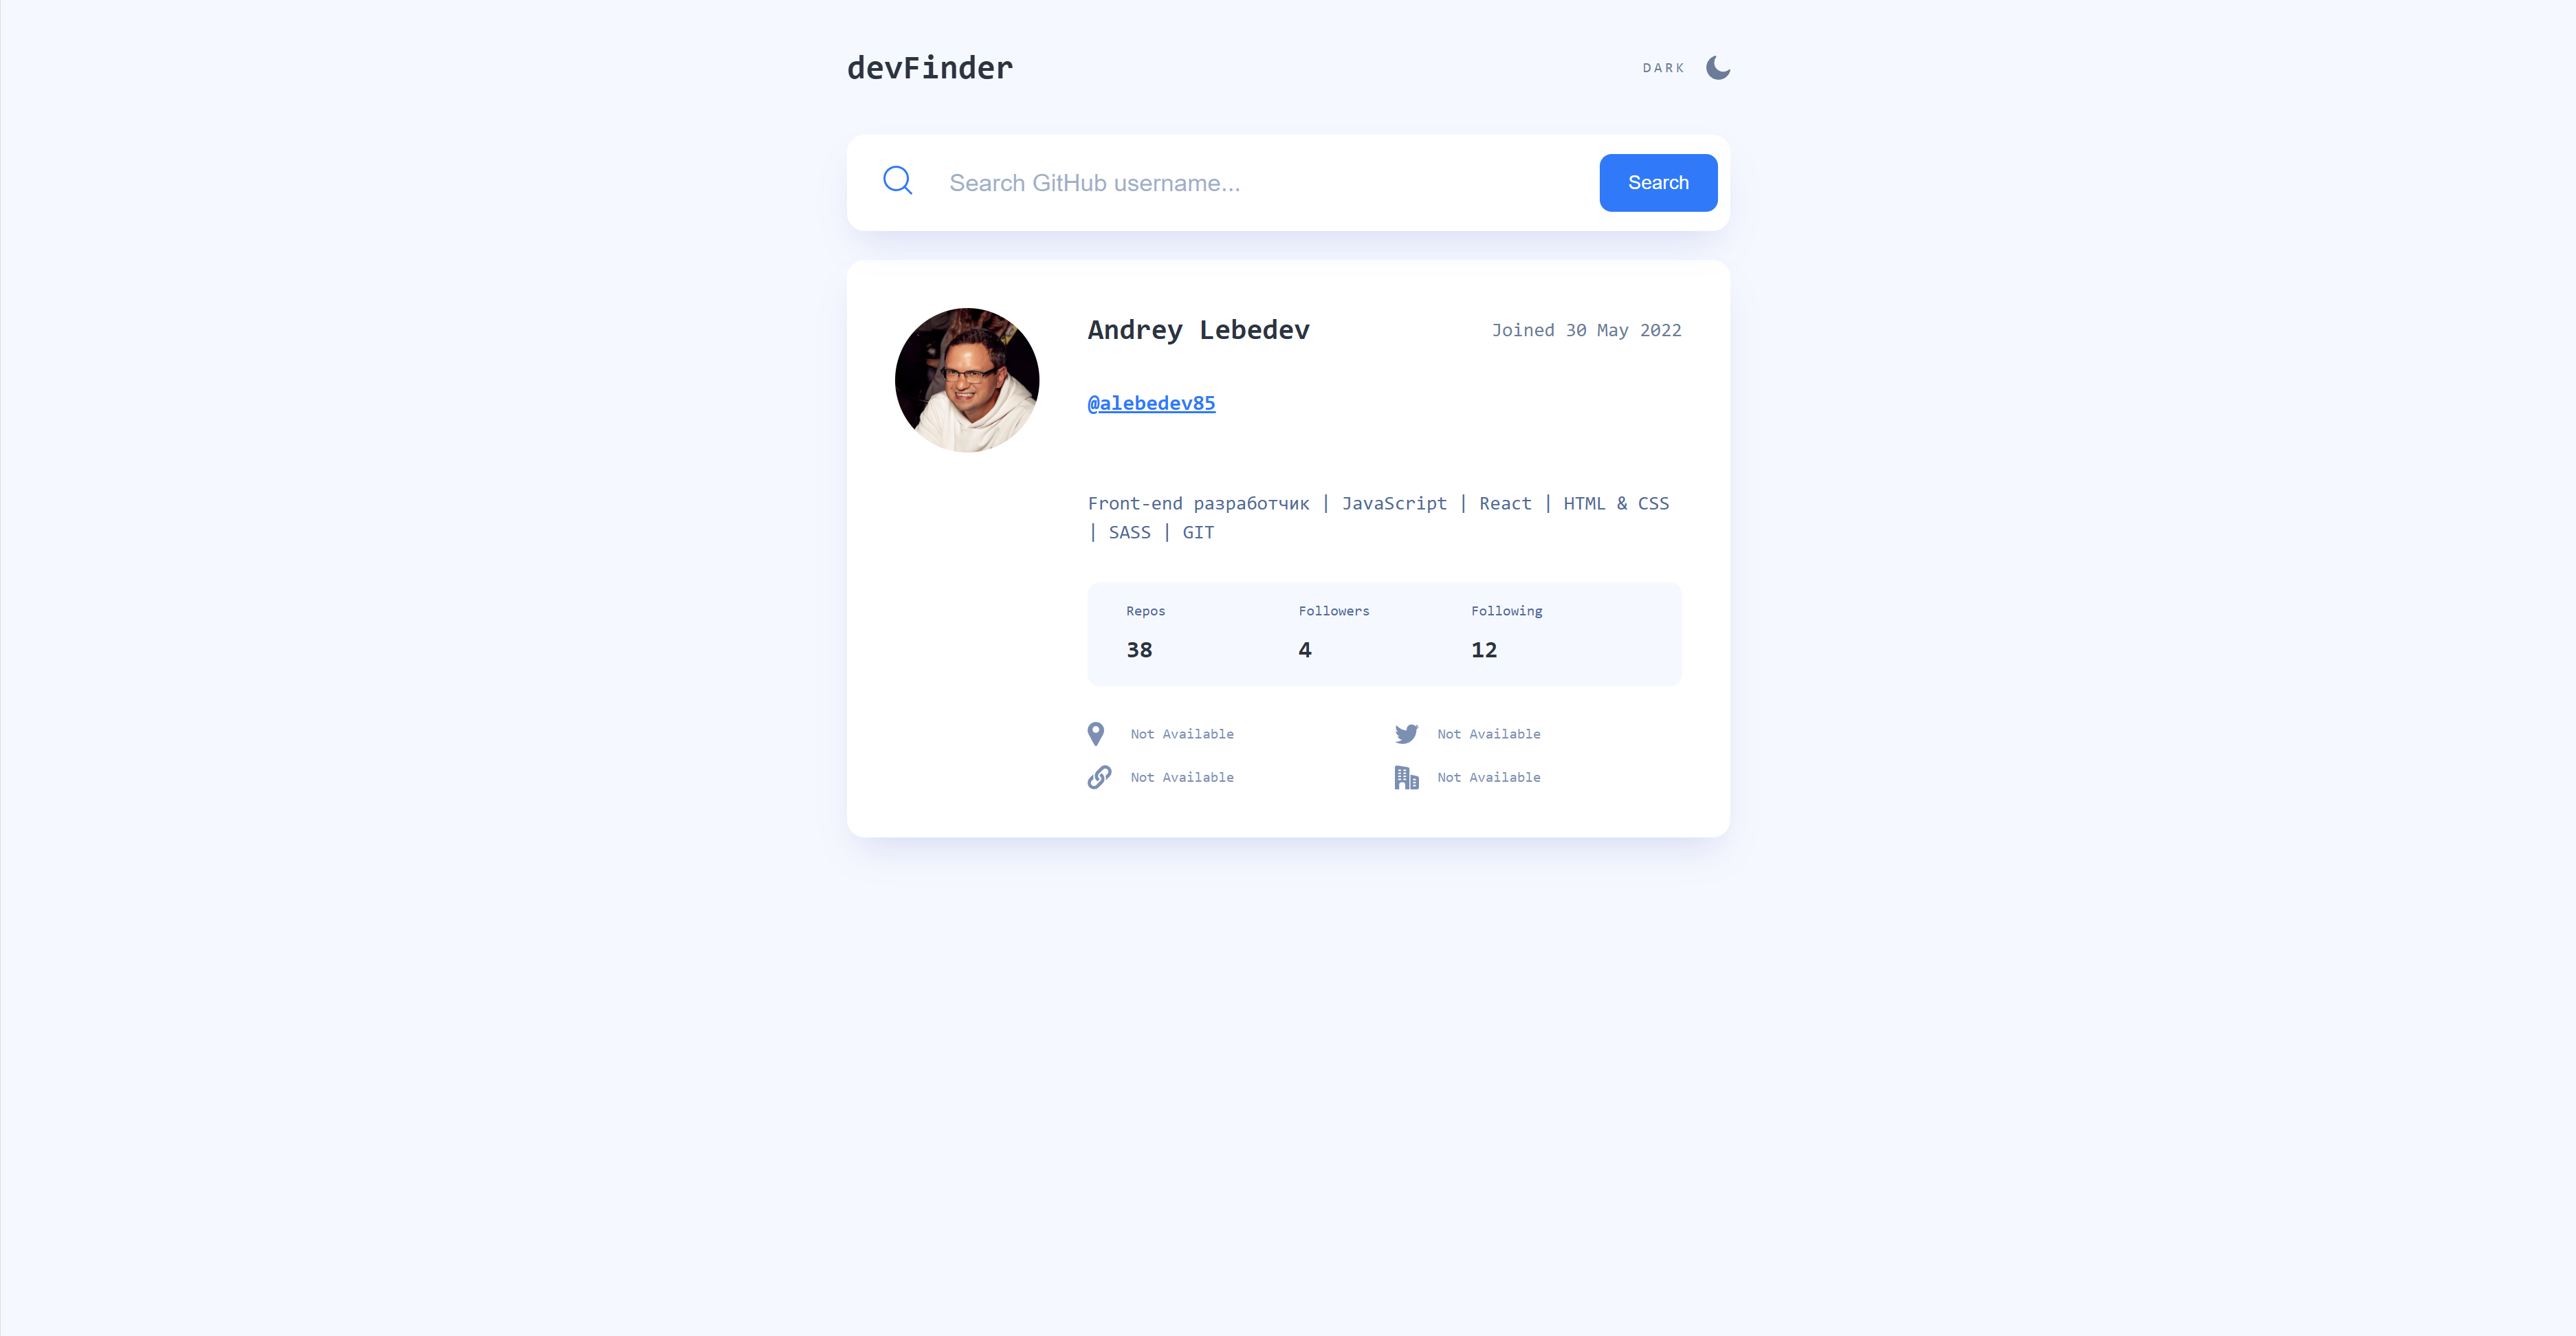 devFinder
DARK
Search GitHub username...
Search
Andrey Lebedev
Joined 30 May 2022
@alebedev85
Front-end разработчик | JavaScript | React | HTML & CSS
| SASS | GIT
Repos
Followers
Following
38
4
12
Not Available
Not Available
Not Available
Not Available